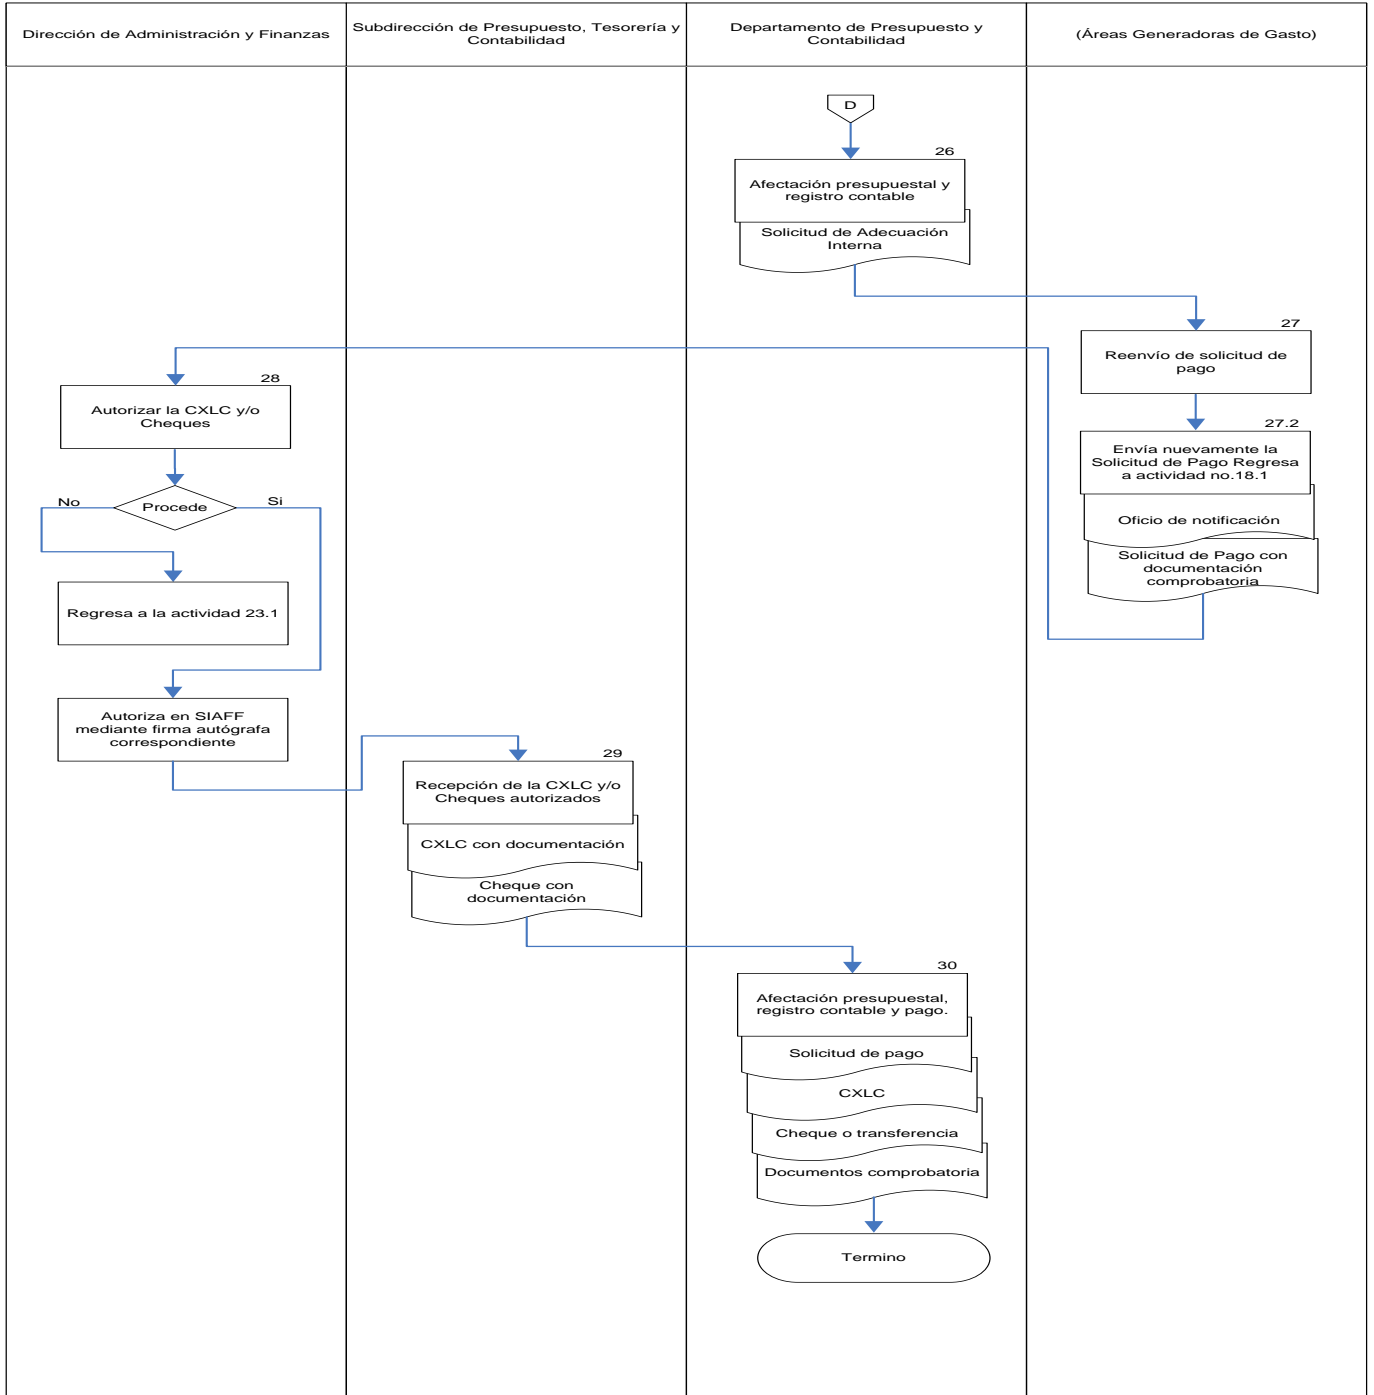 Dirección de Administración y Finanzas
Subdirección de Presupuesto, Tesorería y
Contabilidad
Departamento de Presupuesto y
Contabilidad
(Áreas Generadoras de Gasto)
D
26
Afectación presupuestal y
registro contable
Solicitud de Adecuación
Interna
27
Reenvío de solicitud de
pago
27.2
Envía nuevamente la
Solicitud de Pago Regresa
a actividad no.18.1
Oficio de notificación
Solicitud de Pago con
documentación
comprobatoria
28
Autorizar la CXLC y/o
Cheques
Procede
No
Si
Regresa a la actividad 23.1
Autoriza en SIAFF
mediante firma autógrafa
correspondiente
29
Recepción de la CXLC y/o
Cheques autorizados
CXLC con documentación
Cheque con
documentación
30
Afectación presupuestal,
registro contable y pago.
Solicitud de pago
CXLC
Cheque o transferencia
Documentos comprobatoria
Termino